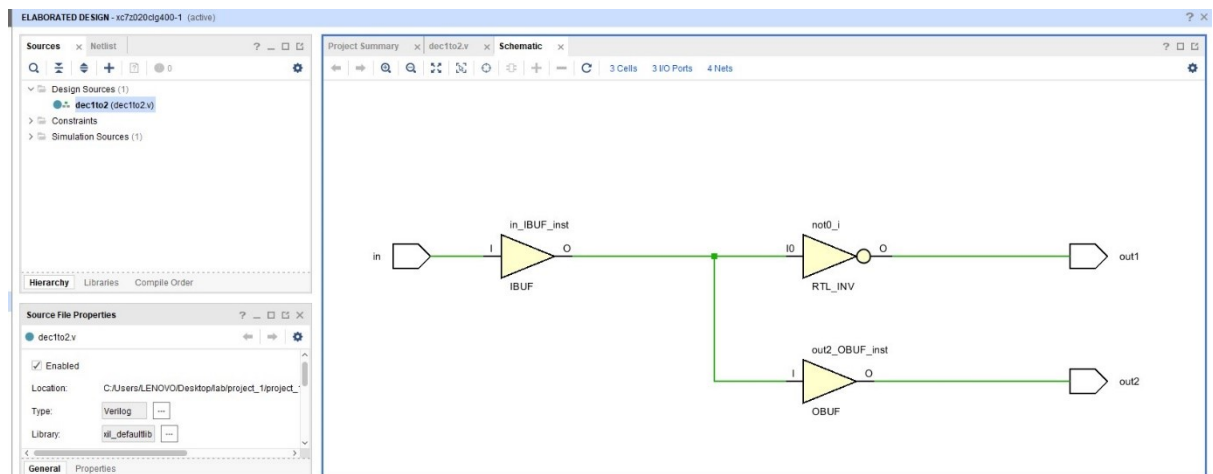 ELABORATED DESIGN - xc7z020clg400-1 (active)
Sources
Netlist
0
Design Sources (1)
dec1to2 (dec1to2.v)
Constraints
Simulation Sources (1)
Hierarchy Libraries Compile Order
Source File Properties
dec1to2.v
Enabled
Location: C:/Users/LENOVO/Desktop/lab/project_1/project_
Type: Verilog
Library: xil_defaultlib
General Properties
Project Summary
dec1to2.v
Schematic
3 Cells 3 I/O Ports 4 Nets
in_IBUF_inst
in
I
O
IBUF
not0_i
I0
O
out1
RTL_INV
out2_OBUF_inst
I
O
out2
OBUF